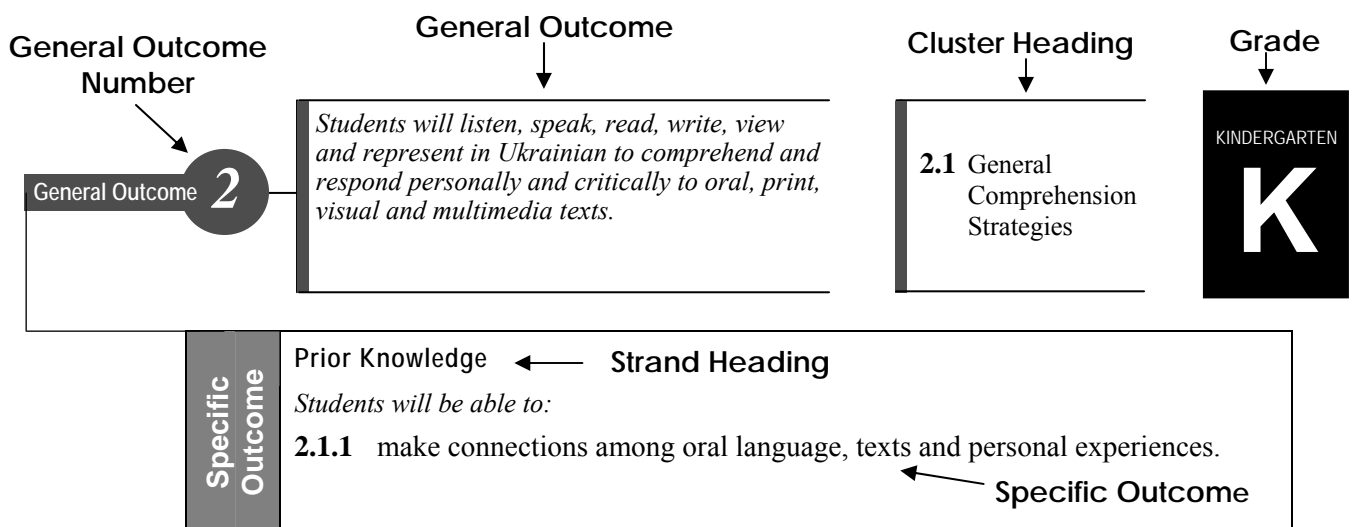 General Outcome
Number
General Outcome
Cluster Heading
Grade
General Outcome 2
Students will listen, speak, read, write, view
and represent in Ukrainian to comprehend and
respond personally and critically to oral, print,
visual and multimedia texts.
2.1 General
Comprehension
Strategies
KINDERGARTEN
K
Specific
Outcome
Prior Knowledge
Strand Heading
Students will be able to:
2.1.1 make connections among oral language, texts and personal experiences.
Specific Outcome